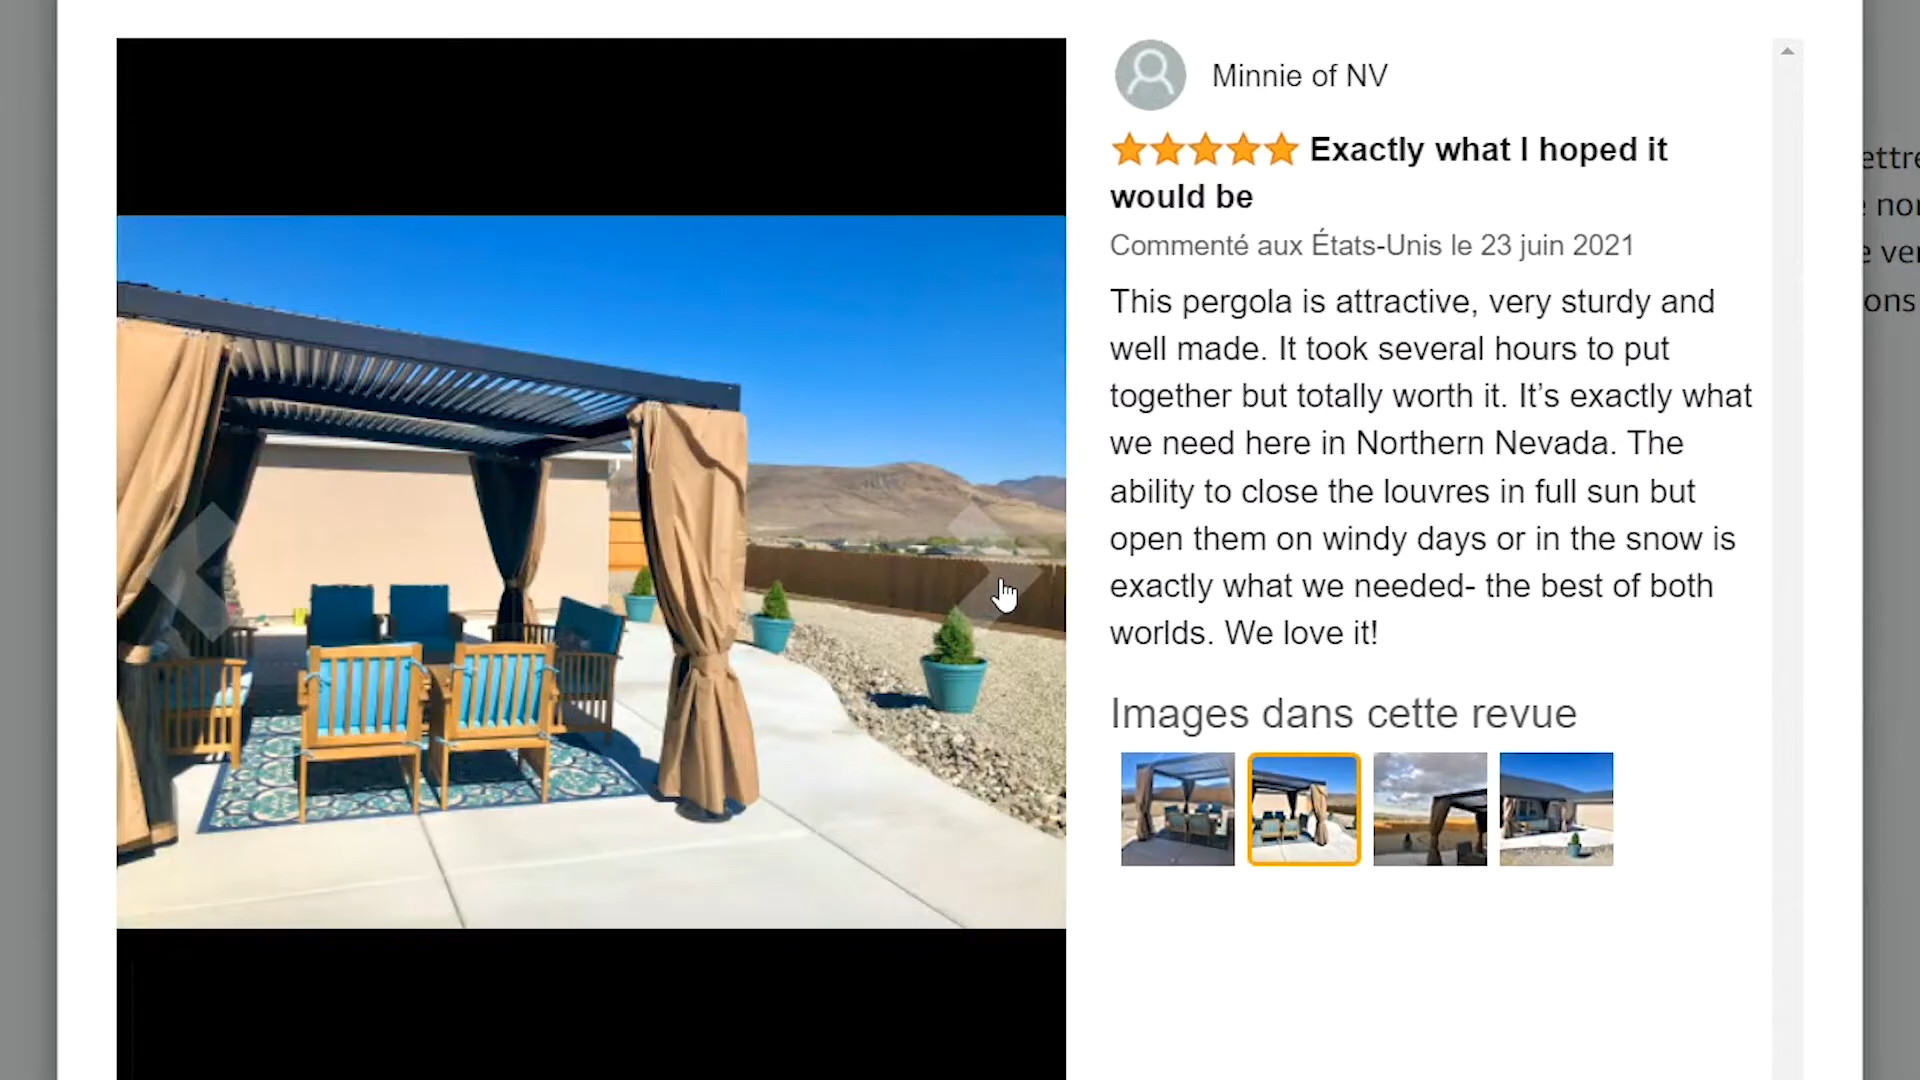 Minnie of NV
Exactly what I hoped it
would be
Commenté aux États-Unis le 23 juin 2021
This pergola is attractive, very sturdy and
well made. It took several hours to put
together but totally worth it. It’s exactly what
we need here in Northern Nevada. The
ability to close the louvres in full sun but
open them on windy days or in the snow is
exactly what we needed- the best of both
worlds. We love it!
Images dans cette revue